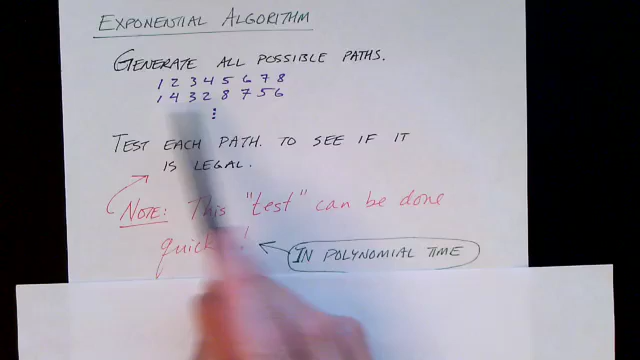 EXPONENTIAL ALGORITHM
GENERATE ALL POSSIBLE PATHS.
1 2 3 4 5 6 7 8
1 4 3 2 8 7 5 6
⋮
TEST EACH PATH. TO SEE IF IT
IS LEGAL.
NOTE: This "test" can be done
!
IN POLYNOMIAL TIME